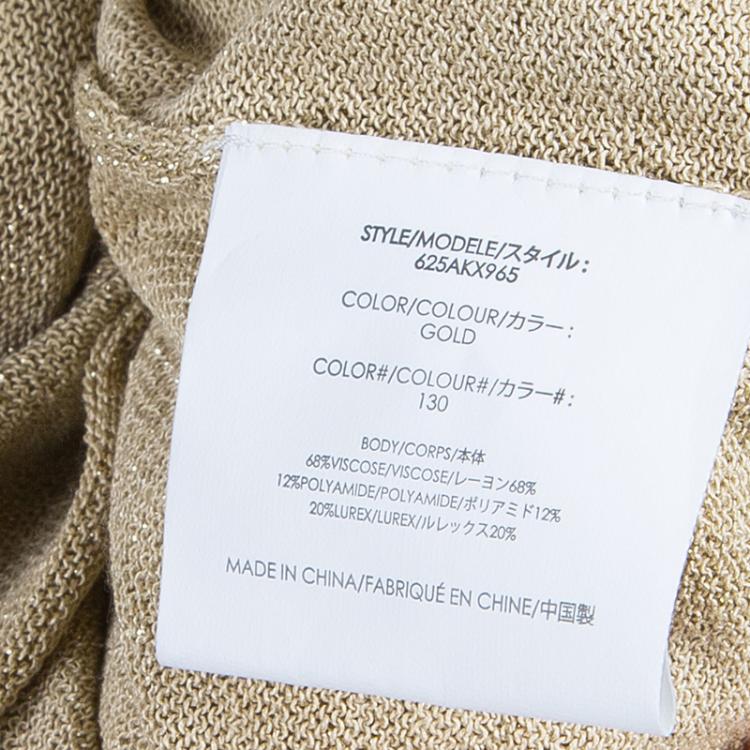 STYLE/MODELE/スタイル:
625AKX965
COLOR/COLOUR/カラー:
GOLD
COLOR#/COLOUR#/カラー#:
130
BODY/CORPS/本体
68%VISCOSE/VISCOSE/レーヨン68%
12%POLYAMIDE/POLYAMIDE/ポリアミド12%
20%LUREX/LUREX/ルレックス20%
MADE IN CHINA/FABRIQUÉ EN CHINE/中国製